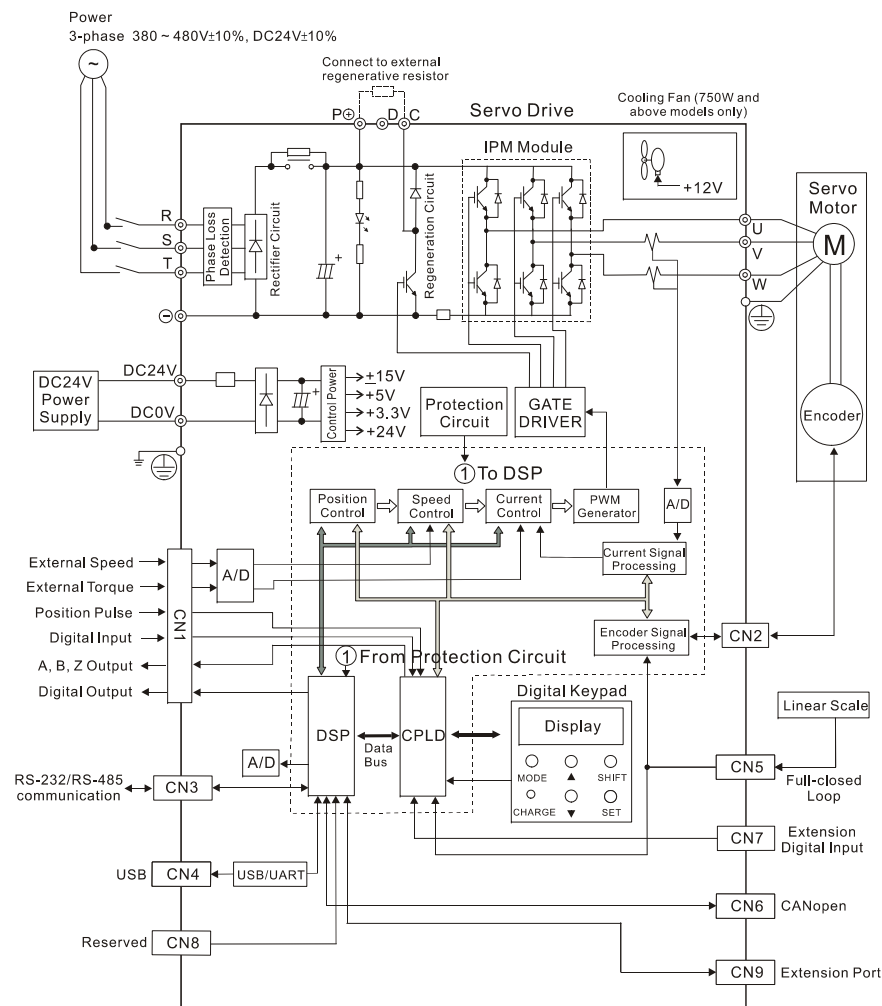 Power
3-phase 380 ~ 480V±10%, DC24V±10%
~
Connect to external
regenerative resistor
P⊕
D
C
Servo Drive
Cooling Fan (750W and
above models only)
+12V
IPM Module
Servo
Motor
M
Encoder
R
S
T
Phase Loss
Detection
Rectifier Circuit
+
Regeneration Circuit
U
V
W
⊖
DC24V
Power
Supply
DC24V
DC0V
+
Control Power
±15V
+5V
+3.3V
+24V
Protection
Circuit
GATE
DRIVER
① To DSP
Position
Control
Speed
Control
Current
Control
PWM
Generator
A/D
Current Signal
Processing
Encoder Signal
Processing
External Speed
External Torque
Position Pulse
Digital Input
A, B, Z Output
Digital Output
CN1
A/D
CN2
① From Protection Circuit
DSP
Data
Bus
CPLD
Digital Keypad
Display
MODE
▲
SHIFT
CHARGE
▼
SET
Linear Scale
CN5
Full-closed
Loop
A/D
RS-232/RS-485
communication
CN3
CN7
Extension
Digital Input
USB
CN4
USB/UART
CN6
CANopen
Reserved
CN8
CN9
Extension Port